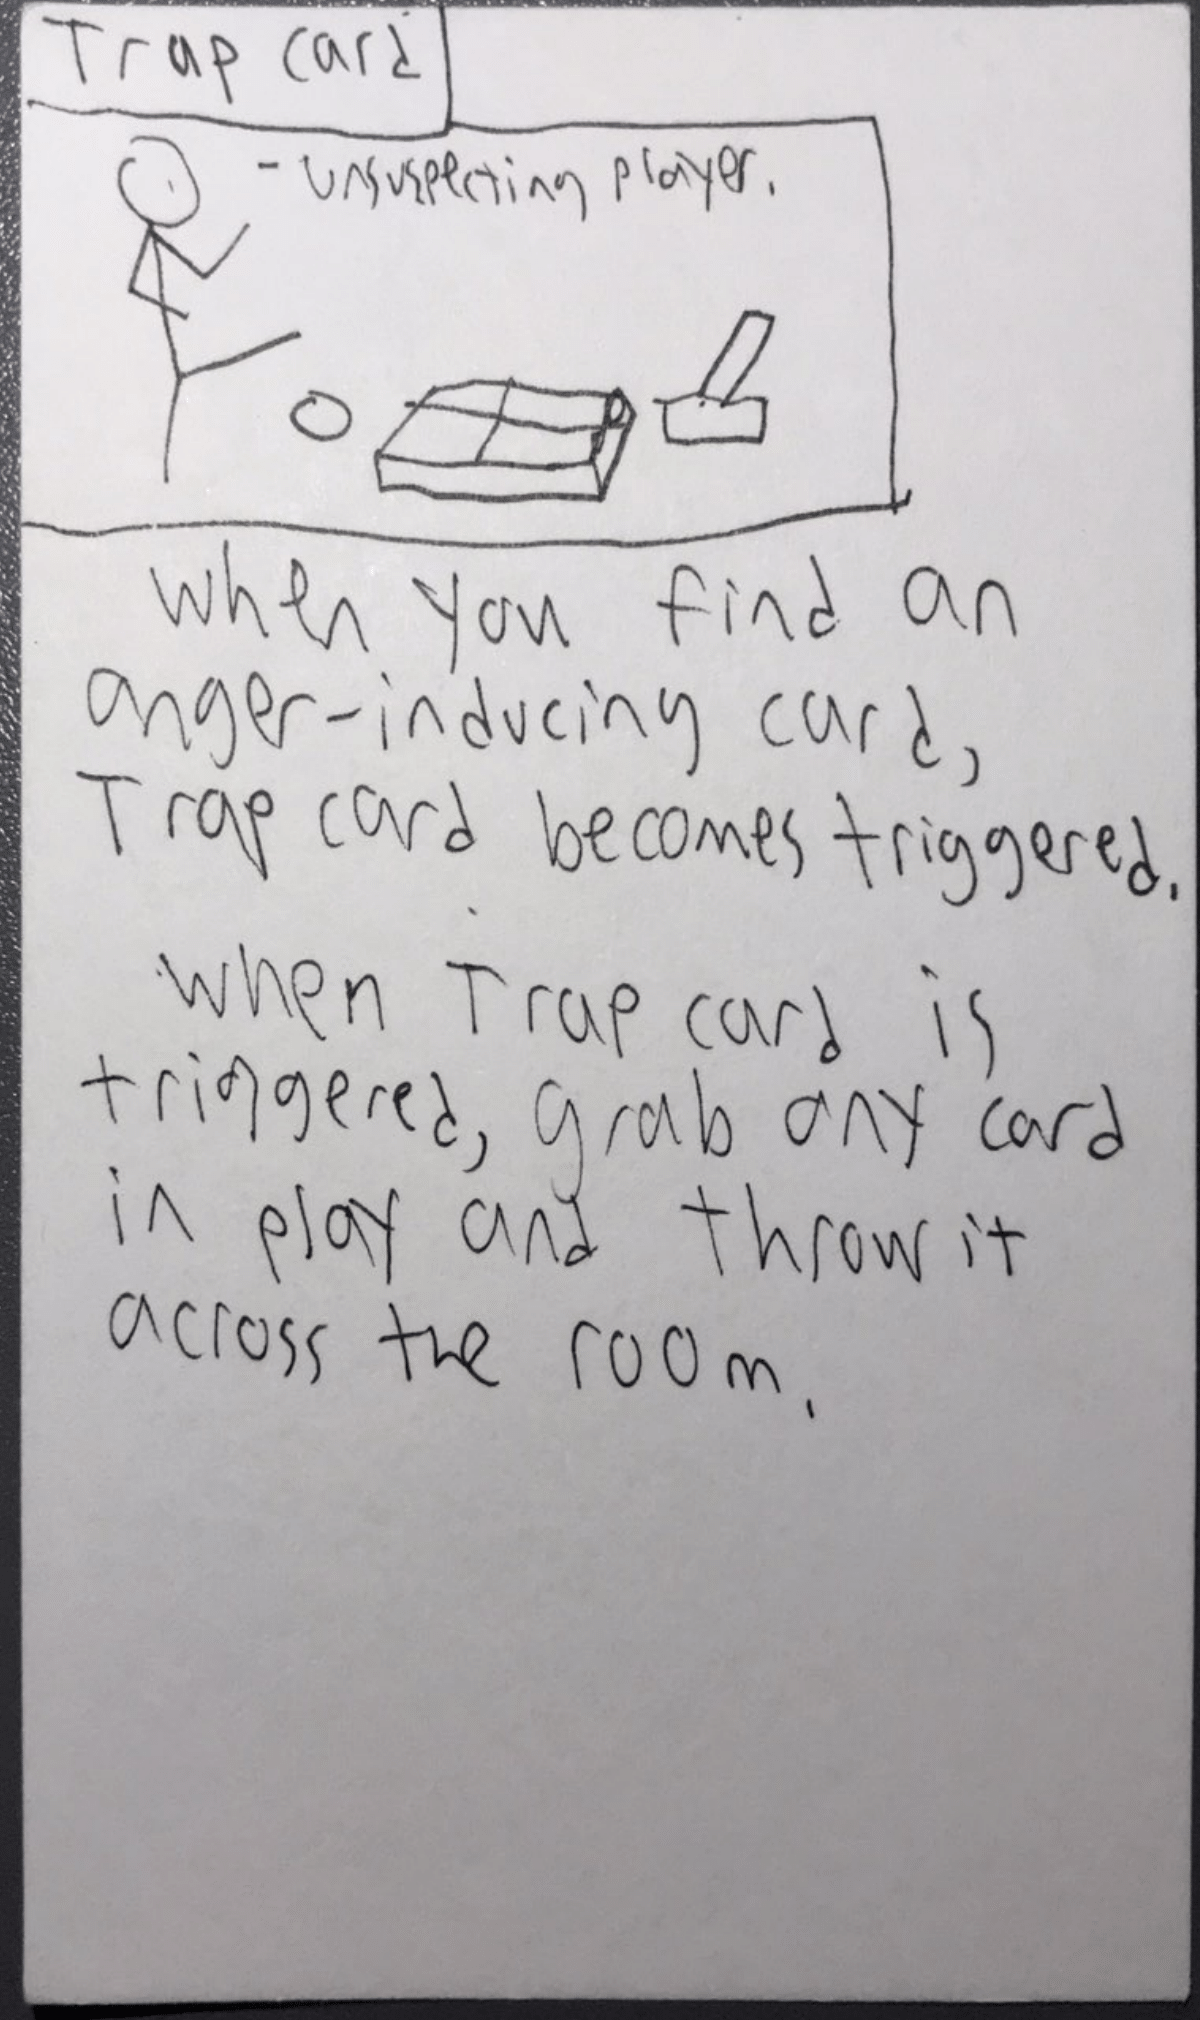 Trap card
- unsuspecting player.
when you find an
anger-inducing card,
Trap card becomes triggered.
when Trap card is
triggered, grab any card
in play and throw it
across the room.